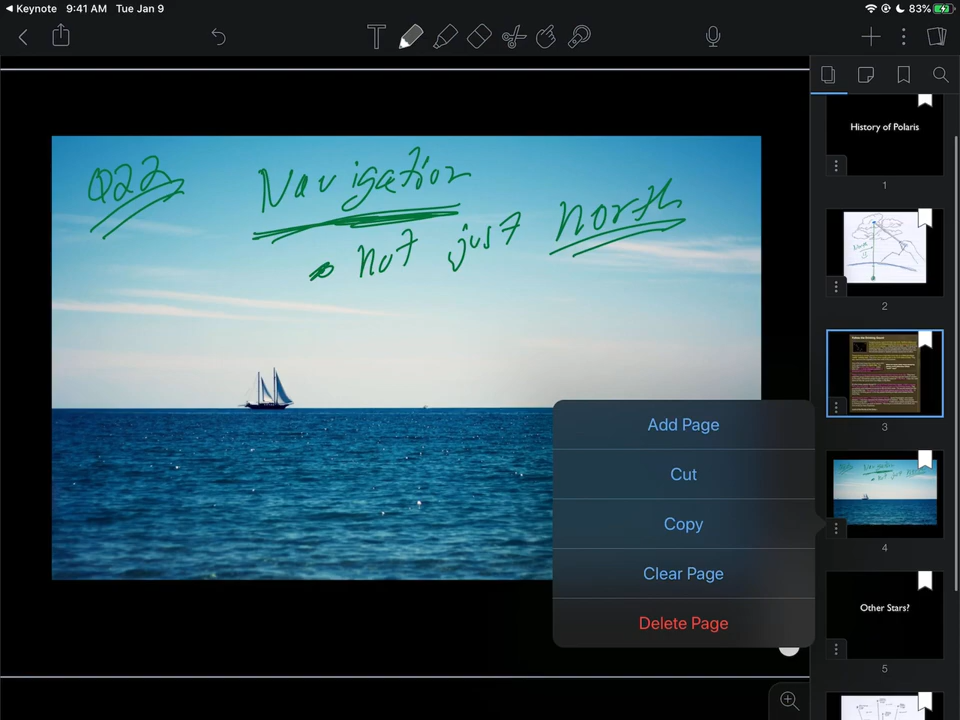 Keynote 9:41 AM Tue Jan 9 83%
Q22 Navigation
not just north
Add Page
Cut
Copy
Clear Page
Delete Page
History of Polaris
1
2
3
4
Other Stars?
5